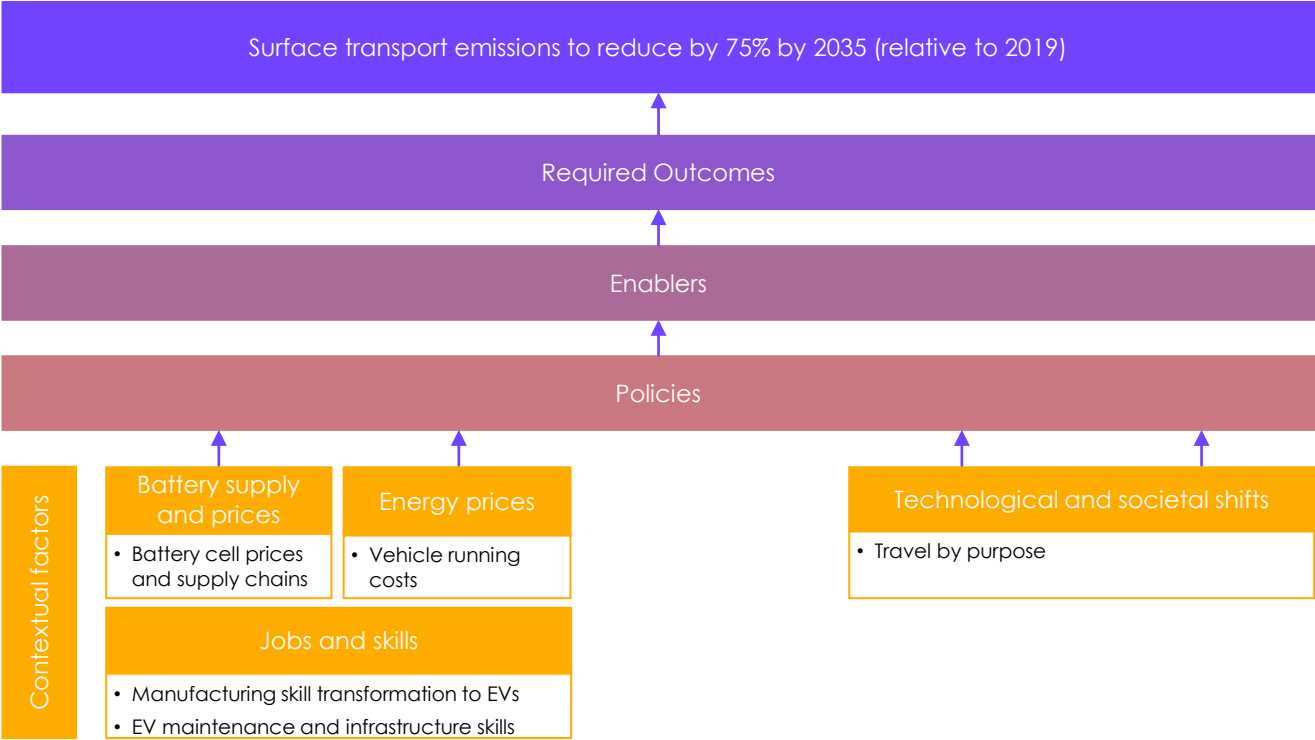 Surface transport emissions to reduce by 75% by 2035 (relative to 2019)
Required Outcomes
Enablers
Policies
Contextual factors
Battery supply
and prices
• Battery cell prices
and supply chains
Energy prices
• Vehicle running
costs
Technological and societal shifts
• Travel by purpose
Jobs and skills
• Manufacturing skill transformation to EVs
• EV maintenance and infrastructure skills